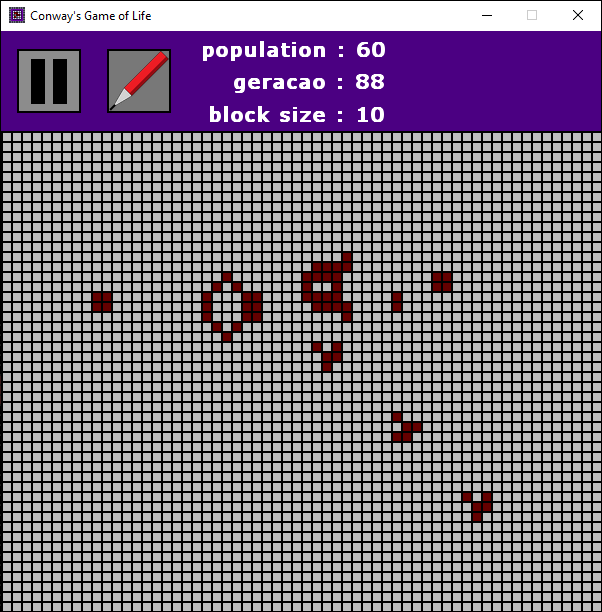 Conway's Game of Life
population : 60
geracao : 88
block size : 10